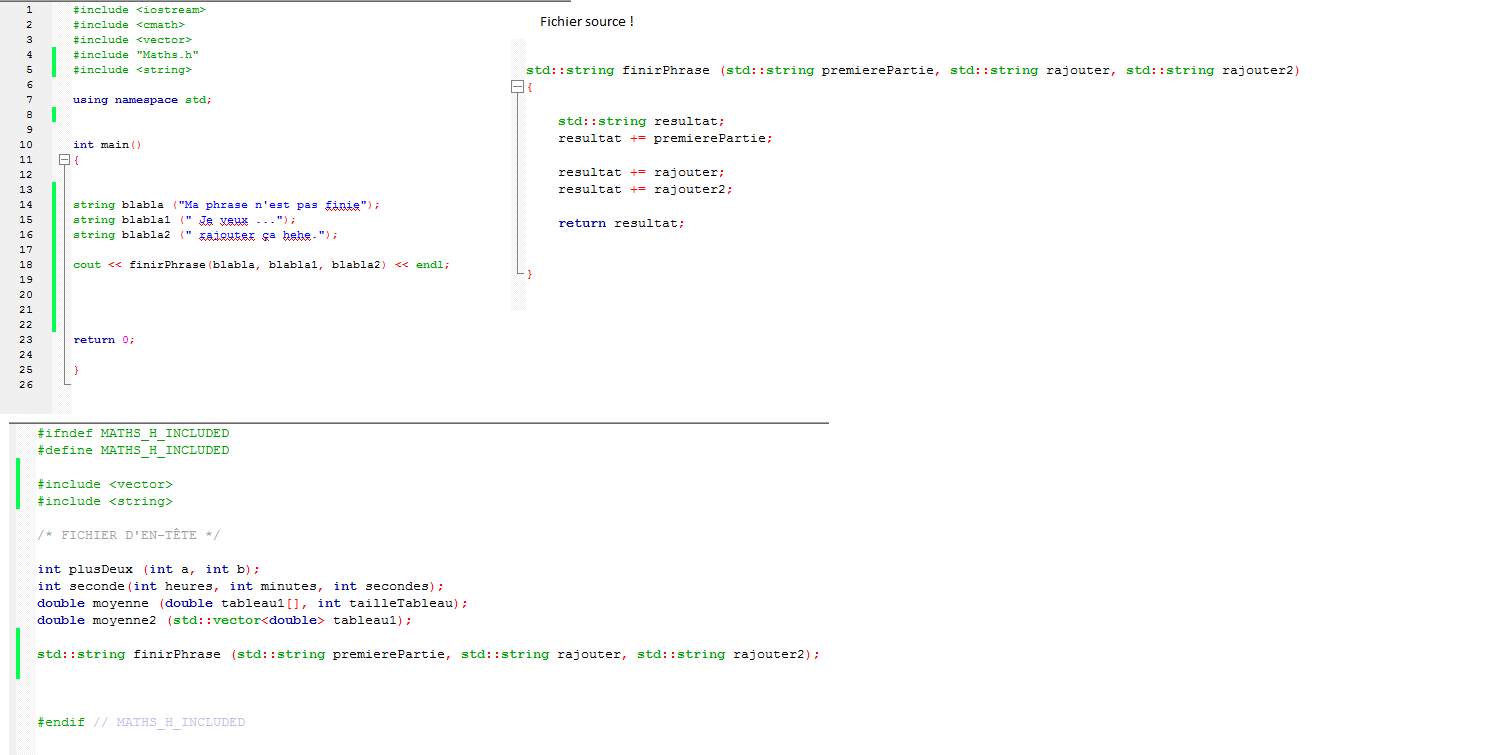 1 #include <iostream>
2 #include <cmath>
3 #include <vector>
4 #include "Maths.h"
5 #include <string>
6
7 using namespace std;
8
9
10 int main()
11 {
12
13
14 string blabla ("Ma phrase n'est pas finie");
15 string blabla1 (" Je veux ...");
16 string blabla2 (" rajouter ça hehe.");
17
18 cout << finirPhrase(blabla, blabla1, blabla2) << endl;
19
20
21
22
23 return 0;
24
25 }
26
Fichier source !
std::string finirPhrase (std::string premierePartie, std::string rajouter, std::string rajouter2)
{
std::string resultat;
resultat += premierePartie;
resultat += rajouter;
resultat += rajouter2;
return resultat;
}
#ifndef MATHS_H_INCLUDED
#define MATHS_H_INCLUDED
#include <vector>
#include <string>
/* FICHIER D'EN-TÊTE */
int plusDeux (int a, int b);
int seconde(int heures, int minutes, int secondes);
double moyenne (double tableau1[], int tailleTableau);
double moyenne2 (std::vector<double> tableau1);
std::string finirPhrase (std::string premierePartie, std::string rajouter, std::string rajouter2);
#endif // MATHS_H_INCLUDED